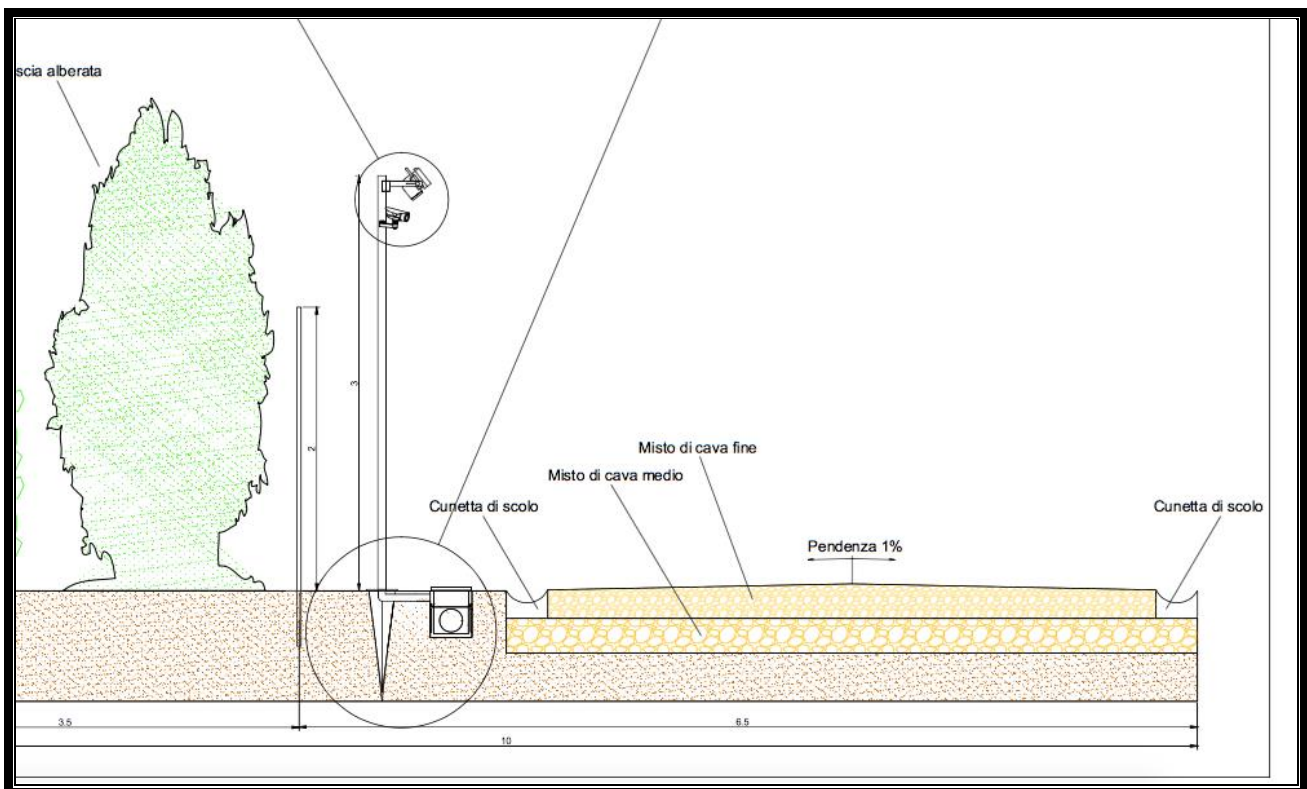 scia alberata
3
2
Misto di cava fine
Misto di cava medio
Cunetta di scolo
Cunetta di scolo
Pendenza 1%
3.5
6.5
10